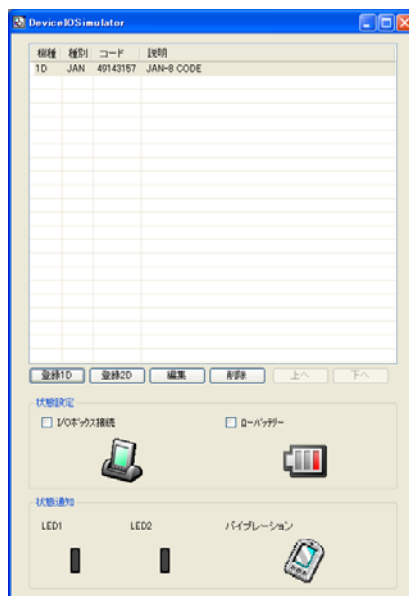 DeviceIOSimulator
機種 種別 コード 説明
1D JAN 49143157 JAN-8 CODE
登録1D 登録2D 編集 削除 上へ 下へ
状態設定
I/Oボックス接続 ローバッテリー
状態通知
LED1 LED2 バイブレーション